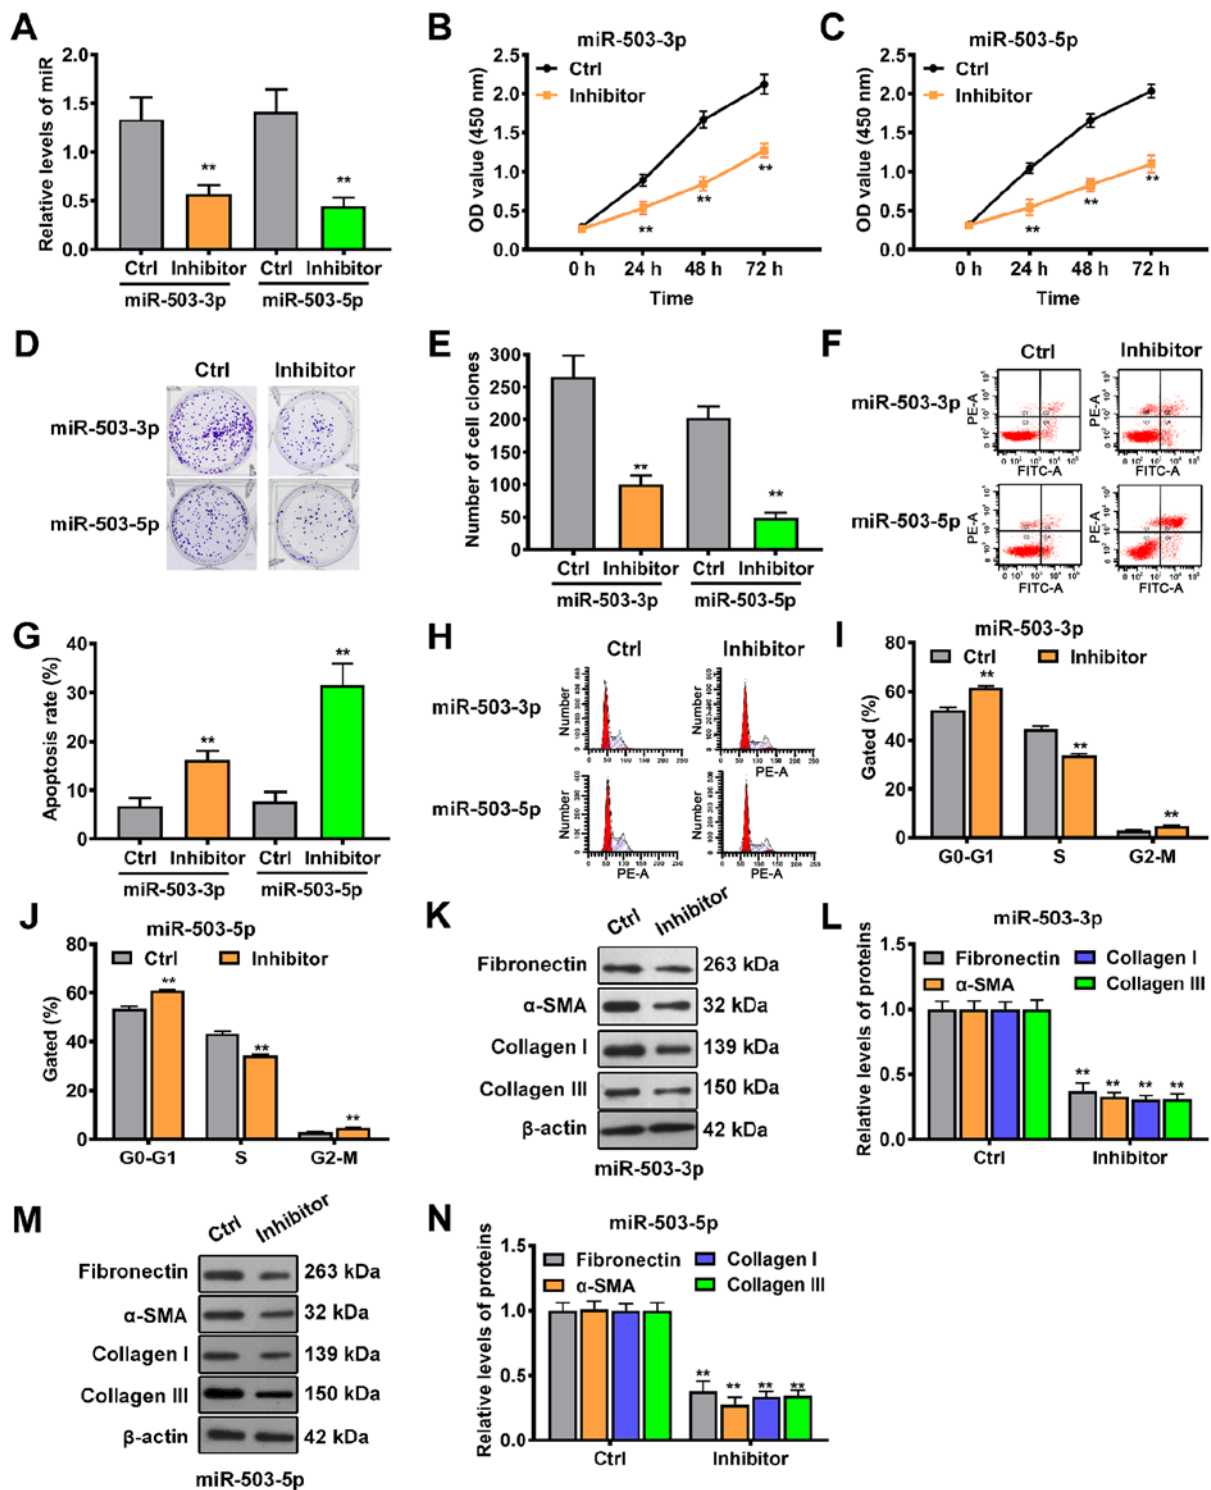 A
Relative levels of miR
2.0
1.5
1.0
0.5
0.0
**
**
Ctrl Inhibitor Ctrl Inhibitor
miR-503-3p miR-503-5p
B
miR-503-3p
Ctrl
Inhibitor
OD value (450 nm)
2.5
2.0
1.5
1.0
0.5
0.0
**
**
**
0 h 24 h 48 h 72 h
Time
C
miR-503-5p
Ctrl
Inhibitor
OD value (450 nm)
2.5
2.0
1.5
1.0
0.5
0.0
**
**
**
0 h 24 h 48 h 72 h
Time
D
Ctrl Inhibitor
miR-503-3p
miR-503-5p
E
Number of cell clones
300
250
200
150
100
50
0
**
**
Ctrl Inhibitor Ctrl Inhibitor
miR-503-3p miR-503-5p
F
Ctrl Inhibitor
miR-503-3p
PE-A PE-A
FITC-A FITC-A
miR-503-5p
PE-A PE-A
FITC-A FITC-A
G
Apoptosis rate (%)
40
30
20
10
0
**
**
Ctrl Inhibitor Ctrl Inhibitor
miR-503-3p miR-503-5p
H
Ctrl Inhibitor
miR-503-3p
Number Number
0 50 100 150 200 250
PE-A
miR-503-5p
Number Number
PE-A PE-A
I
miR-503-3p
Ctrl Inhibitor
Gated (%)
80
60
40
20
0
**
**
**
G0-G1 S G2-M
J
miR-503-5p
Ctrl Inhibitor
Gated (%)
80
60
40
20
0
**
**
**
G0-G1 S G2-M
K
Ctrl Inhibitor
Fibronectin 263 kDa
α-SMA 32 kDa
Collagen I 139 kDa
Collagen III 150 kDa
β-actin 42 kDa
miR-503-3p
L
miR-503-3p
Fibronectin Collagen I
α-SMA Collagen III
Relative levels of proteins
1.5
1.0
0.5
0.0
** ** ** **
Ctrl Inhibitor
M
Ctrl Inhibitor
Fibronectin 263 kDa
α-SMA 32 kDa
Collagen I 139 kDa
Collagen III 150 kDa
β-actin 42 kDa
miR-503-5p
N
miR-503-5p
Fibronectin Collagen I
α-SMA Collagen III
Relative levels of proteins
1.5
1.0
0.5
0.0
** ** ** **
Ctrl Inhibitor